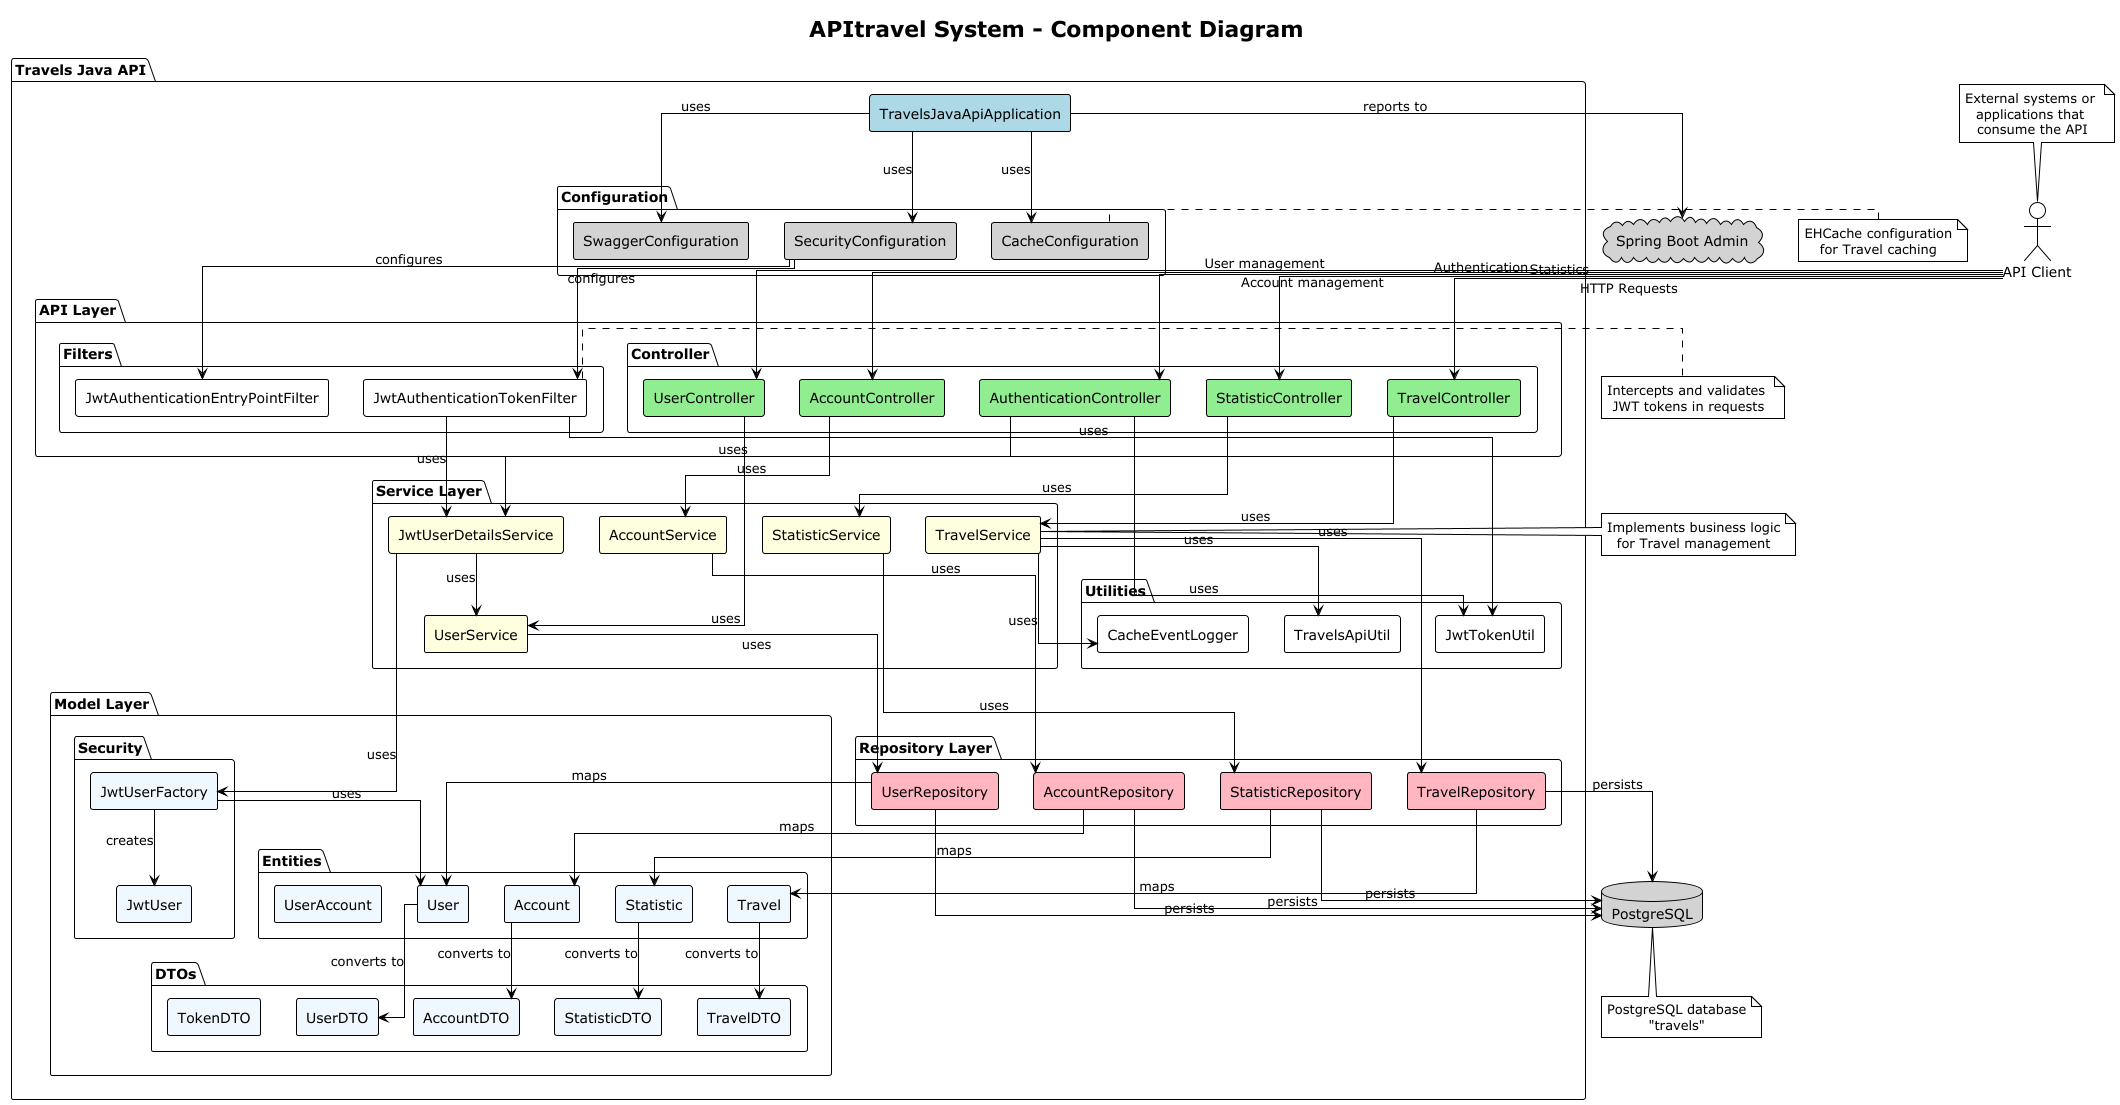 APItravel System - Component Diagram
Travels Java API
TravelsJavaApiApplication
uses
reports to
uses
uses
External systems or
applications that
consume the API
Configuration
SwaggerConfiguration
SecurityConfiguration
CacheConfiguration
Spring Boot Admin
EHCache configuration
for Travel caching
API Client
configures
configures
User management
Account management
Authentication
Statistics
HTTP Requests
API Layer
Filters
JwtAuthenticationEntryPointFilter
JwtAuthenticationTokenFilter
Controller
UserController
AccountController
AuthenticationController
StatisticController
TravelController
Intercepts and validates
JWT tokens in requests
uses
uses
uses
uses
uses
uses
uses
uses
Service Layer
JwtUserDetailsService
AccountService
StatisticService
TravelService
Implements business logic
for Travel management
uses
uses
uses
uses
uses
uses
uses
UserService
Utilities
CacheEventLogger
TravelsApiUtil
JwtTokenUtil
uses
uses
Model Layer
Security
JwtUserFactory
uses
creates
JwtUser
maps
Repository Layer
UserRepository
AccountRepository
StatisticRepository
TravelRepository
persists
maps
maps
maps
persists
persists
persists
PostgreSQL
Entities
UserAccount
User
Account
Statistic
Travel
converts to
converts to
converts to
converts to
DTOs
TokenDTO
UserDTO
AccountDTO
StatisticDTO
TravelDTO
PostgreSQL database
"travels"